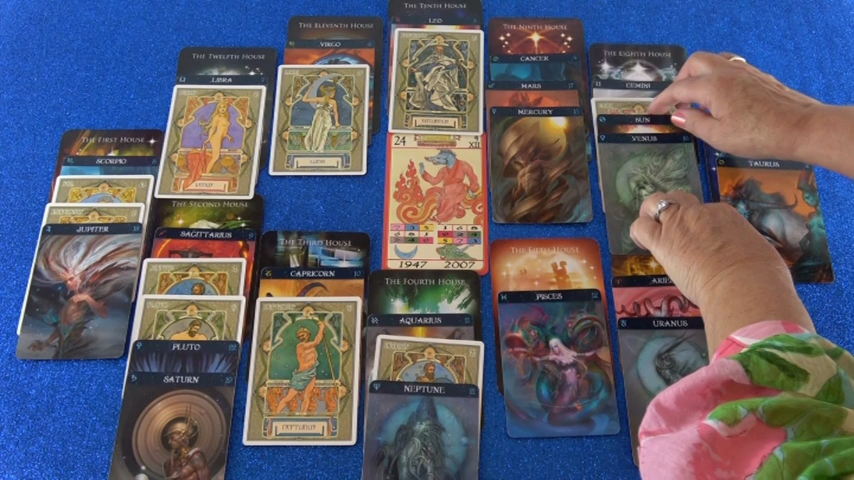 THE TENTH HOUSE
LEO
THE ELEVENTH HOUSE
VIRGO
THE NINTH HOUSE
CANCER
MARS
MERCURY
THE TWELFTH HOUSE
LIBRA
THE EIGHTH HOUSE
GEMINI
SUN
VENUS
THE FIRST HOUSE
SCORPIO
JUPITER
24
XII
1947 2007
TAURUS
THE SECOND HOUSE
SAGITTARIUS
PLUTO
SATURN
THE THIRD HOUSE
CAPRICORN
NEPTUNUS
THE FOURTH HOUSE
AQUARIUS
NEPTUNE
THE FIFTH HOUSE
PISCES
URANUS